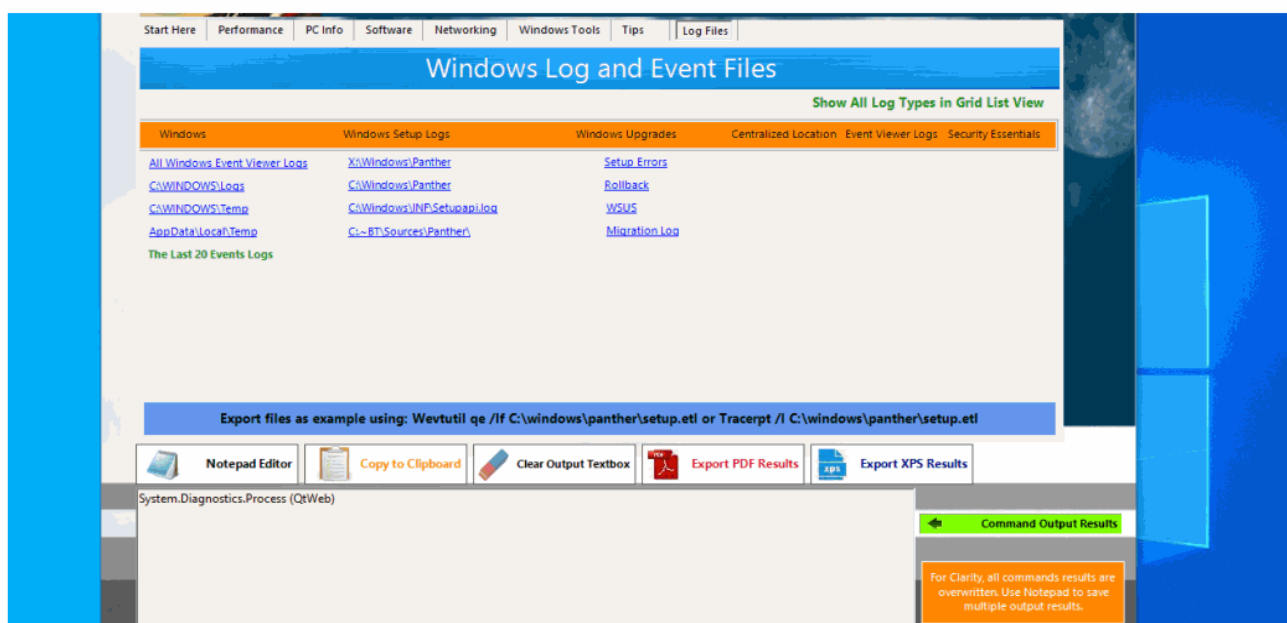 Start Here Performance PC Info Software Networking Windows Tools Tips Log Files
Windows Log and Event Files
Show All Log Types in Grid List View
Windows Windows Setup Logs Windows Upgrades Centralized Location Event Viewer Logs Security Essentials
All Windows Event Viewer Logs X:\Windows\Panther Setup Errors
C:\WINDOWS\Logs C:\Windows\Panther Rollback
C:\WINDOWS\Temp C:\Windows\INF\Setupapi.log WSUS
AppData\Local\Temp C:~BT\Sources\Panther\ Migration Log
The Last 20 Events Logs
Export files as example using: Wevtutil qe /lf C:\windows\panther\setup.etl or Tracerpt /l C:\windows\panther\setup.etl
Notepad Editor Copy to Clipboard Clear Output Textbox PDF Export PDF Results xps Export XPS Results
System.Diagnostics.Process (QtWeb)
Command Output Results
For Clarity, all commands results are
overwritten. Use Notepad to save
multiple output results.